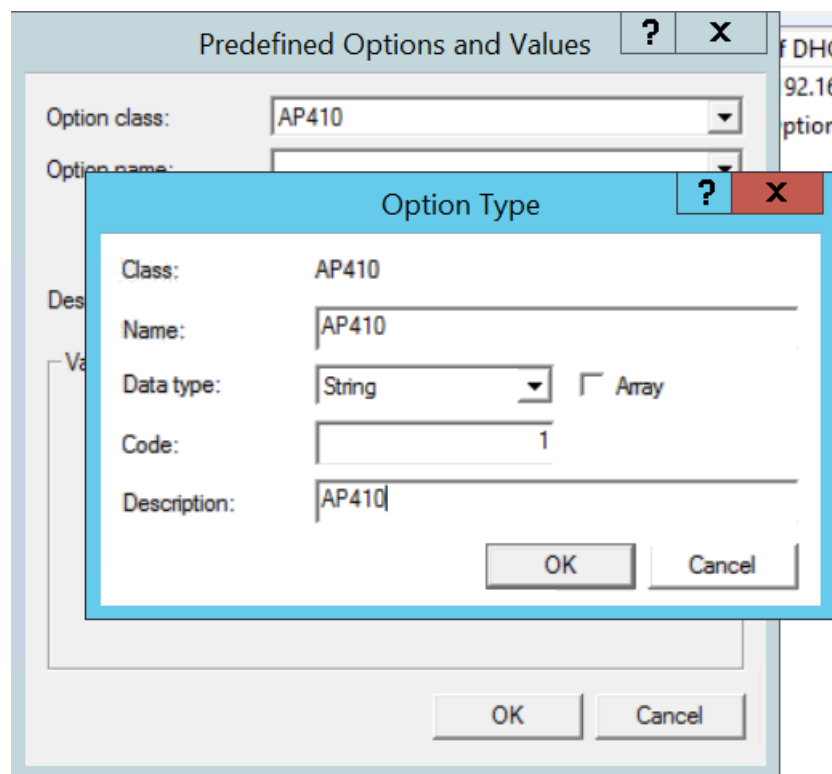 Predefined Options and Values
? X
f DHC
Option class: AP410
92.16
ption
Option name:
Option Type
? X
Class: AP410
Des
Name: AP410
Va
Data type: String Array
Code: 1
Description: AP410
OK Cancel
OK Cancel